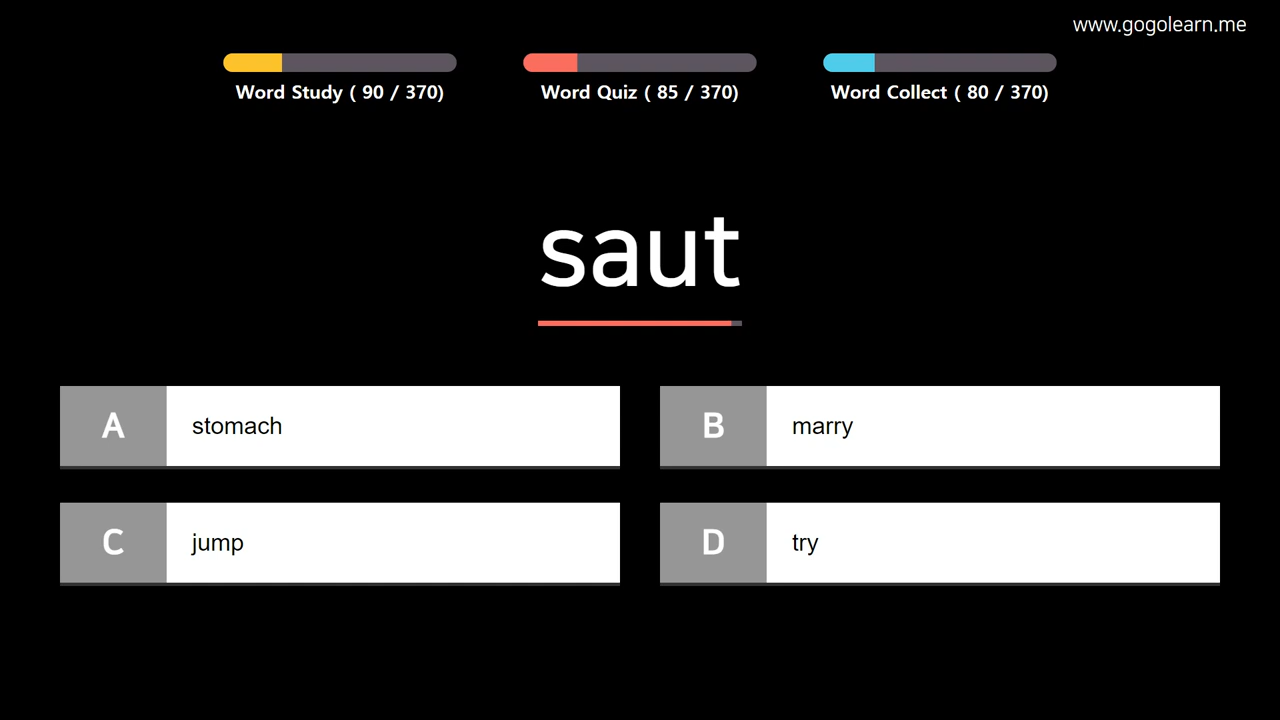 www.gogolearn.me
Word Study ( 90 / 370)
Word Quiz ( 85 / 370)
Word Collect ( 80 / 370)
saut
A stomach
B marry
C jump
D try